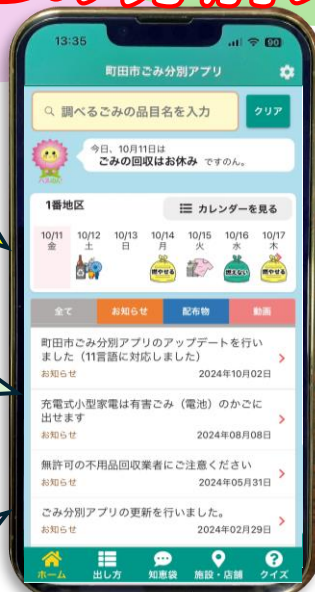 13:35
90
町田市ごみ分別アプリ
調べるごみの品目名を入力
クリア
今日、10月11日は
ごみの回収はお休み ですのん。
1番地区
カレンダーを見る
10/11 10/12 10/13 10/14 10/15 10/16 10/17
金 土 日 月 火 水 木
燃やせる 燃えない 燃やせる
全て お知らせ 配布物 動画
町田市ごみ分別アプリのアップデートを行い
ました(11言語に対応しました)
お知らせ 2024年10月02日
充電式小型家電は有害ごみ(電池)のかごに
出せます
お知らせ 2024年08月08日
無許可の不用品回収業者にご注意ください
お知らせ 2024年05月31日
ごみ分別アプリの更新を行いました。
お知らせ 2024年02月29日
ホーム 出し方 知恵袋 施設・店舗 クイズ